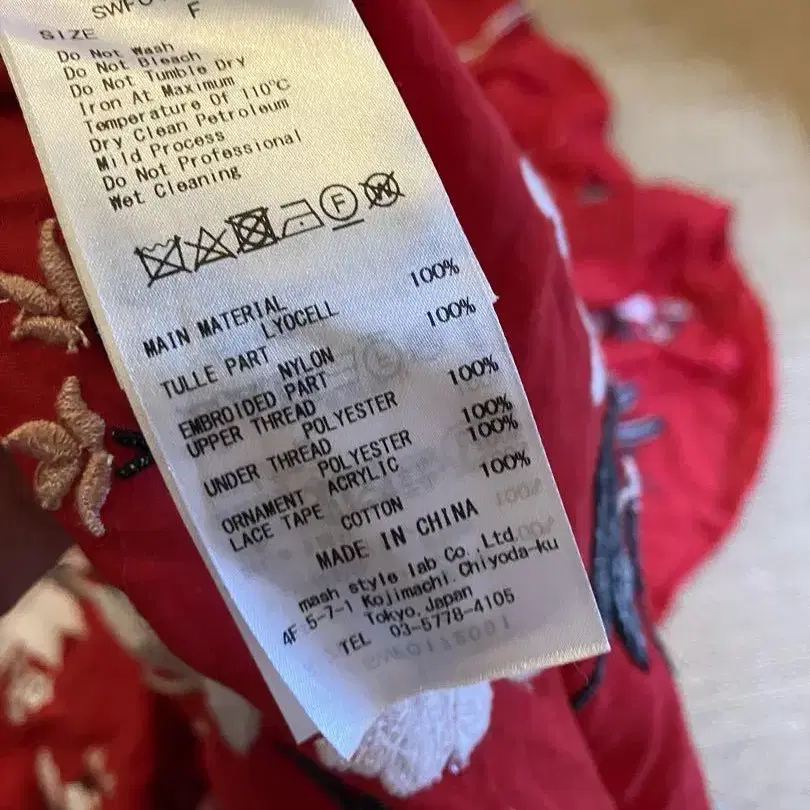 SWFO
SIZE F
Do Not Wash
Do Not Bleach
Do Not Tumble Dry
Iron At Maximum
Temperature Of 110°C
Dry Clean Petroleum
Mild Process
Do Not Professional
Wet Cleaning
F
W
MAIN MATERIAL
LYOCELL 100%
TULLE PART
NYLON 100%
EMBROIDED PART
UPPER THREAD
POLYESTER 100%
UNDER THREAD
POLYESTER 100%
ORNAMENT ACRYLIC 100%
LACE TAPE
COTTON 100%
MADE IN CHINA
mash style lab Co.,Ltd.
4F 5-7-1 Kojimachi.Chiyoda-ku
Tokyo.Japan
TEL 03-5778-4105